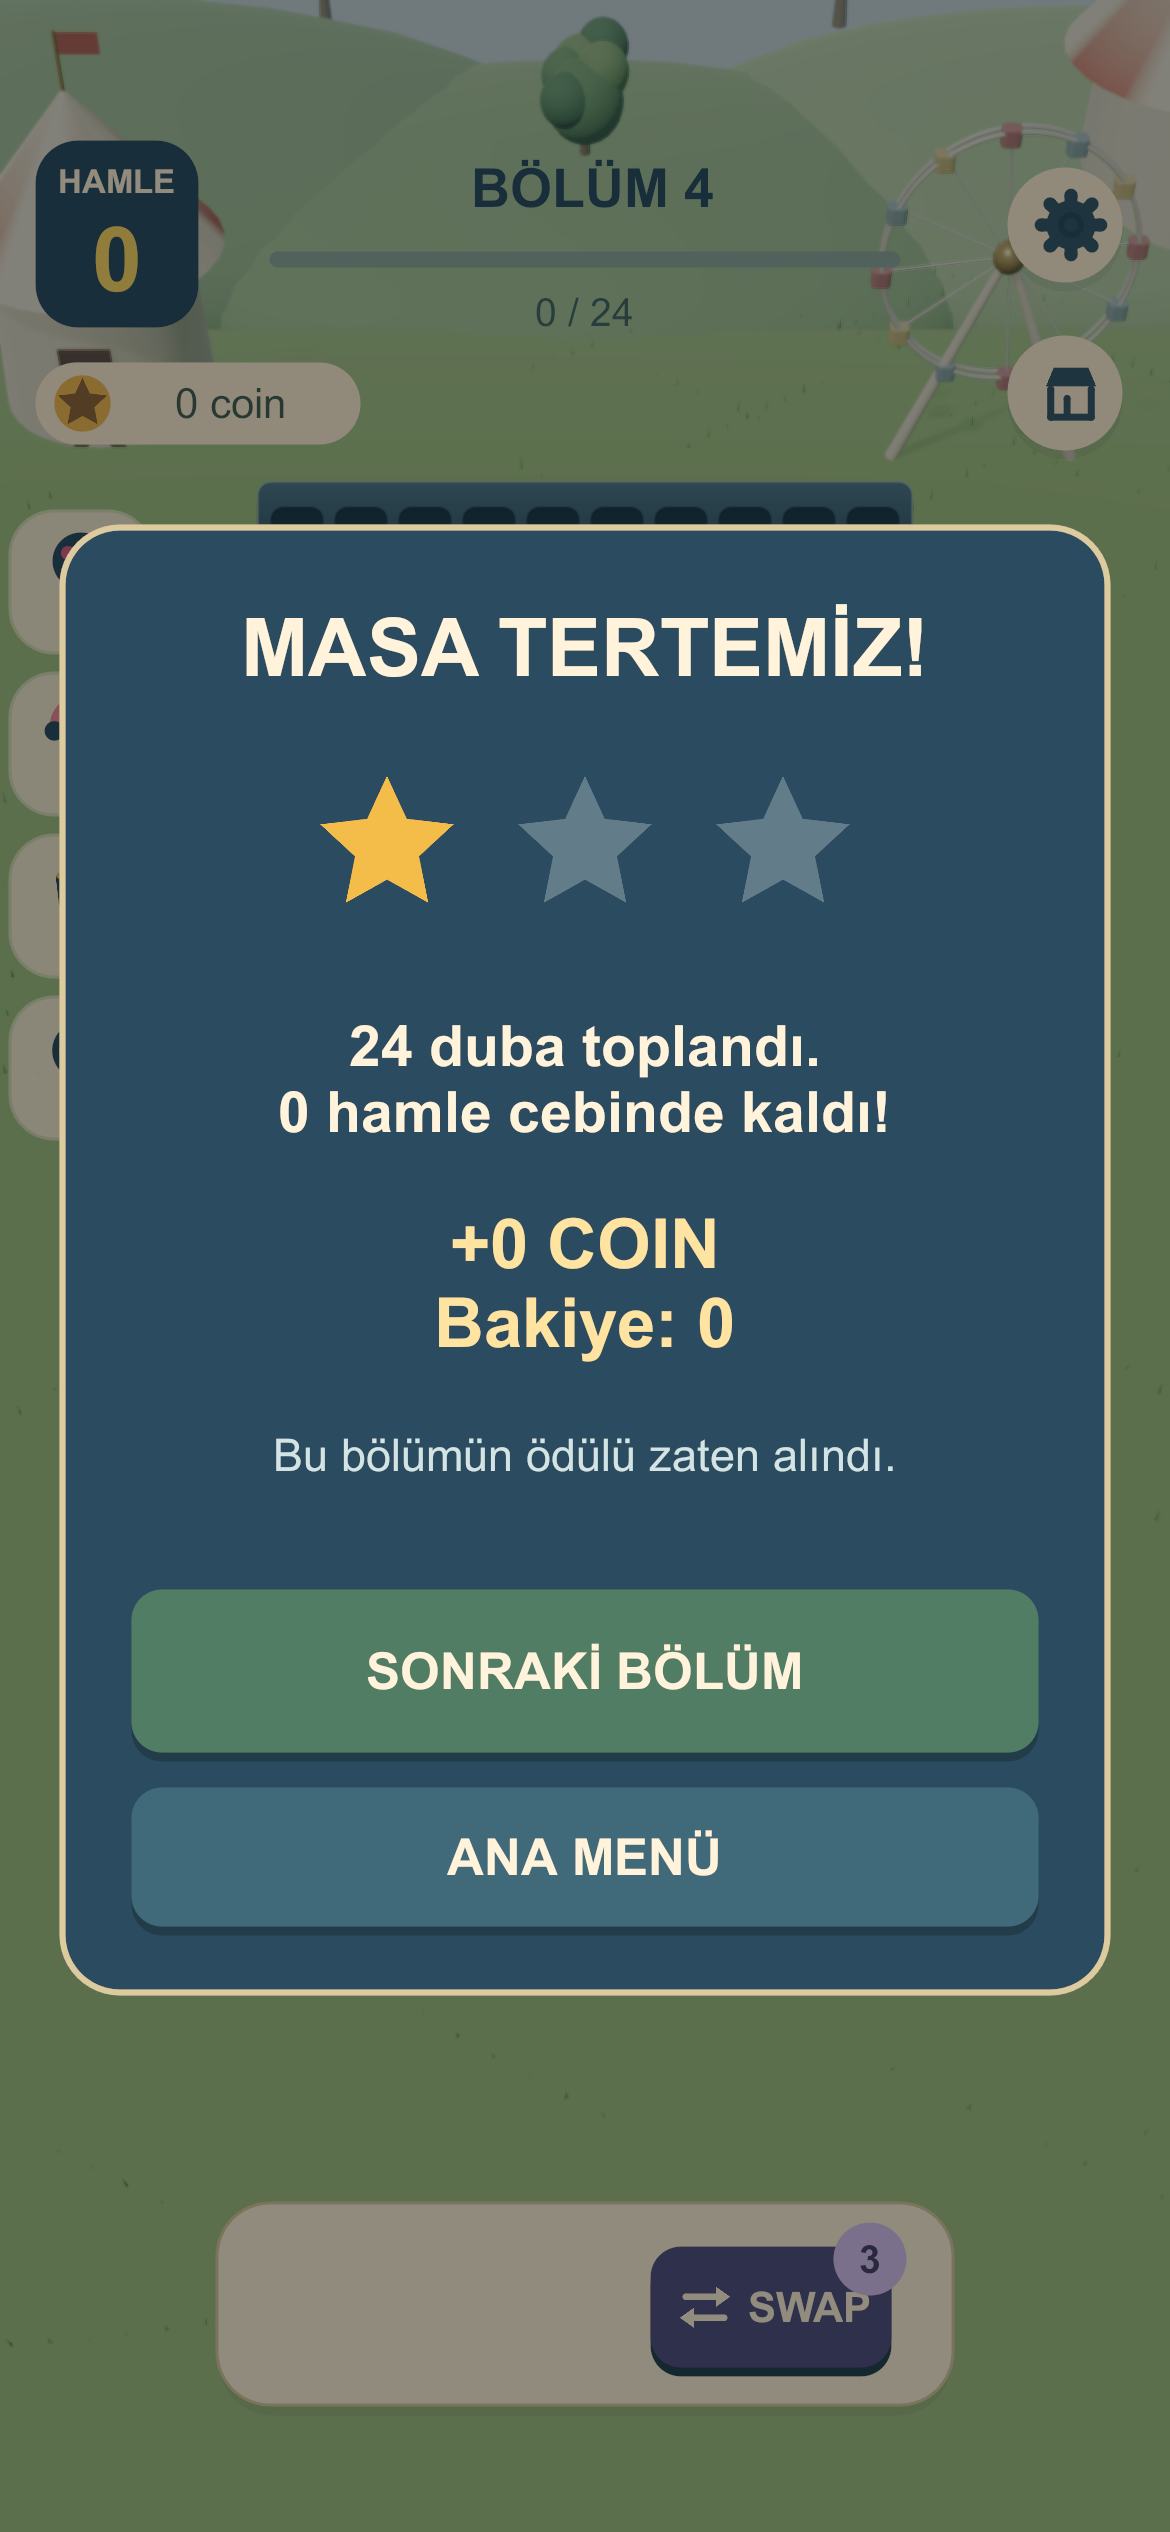 HAMLE
0
BÖLÜM 4
0 / 24
0 coin
MASA TERTEMİZ!
24 duba toplandı.
0 hamle cebinde kaldı!
+0 COIN
Bakiye: 0
Bu bölümün ödülü zaten alındı.
SONRAKİ BÖLÜM
ANA MENÜ
3
SWAP